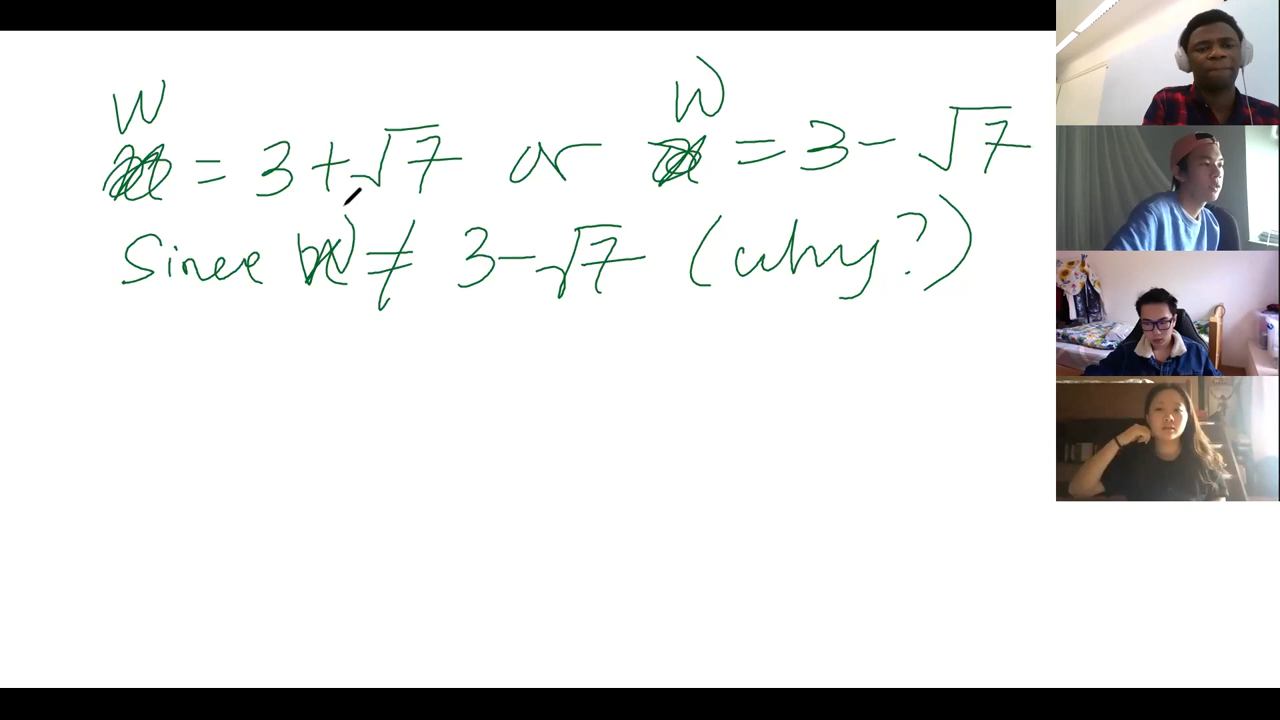 W = 3 + √7 or W = 3 - √7
Since W ≠ 3 - √7 (why?)